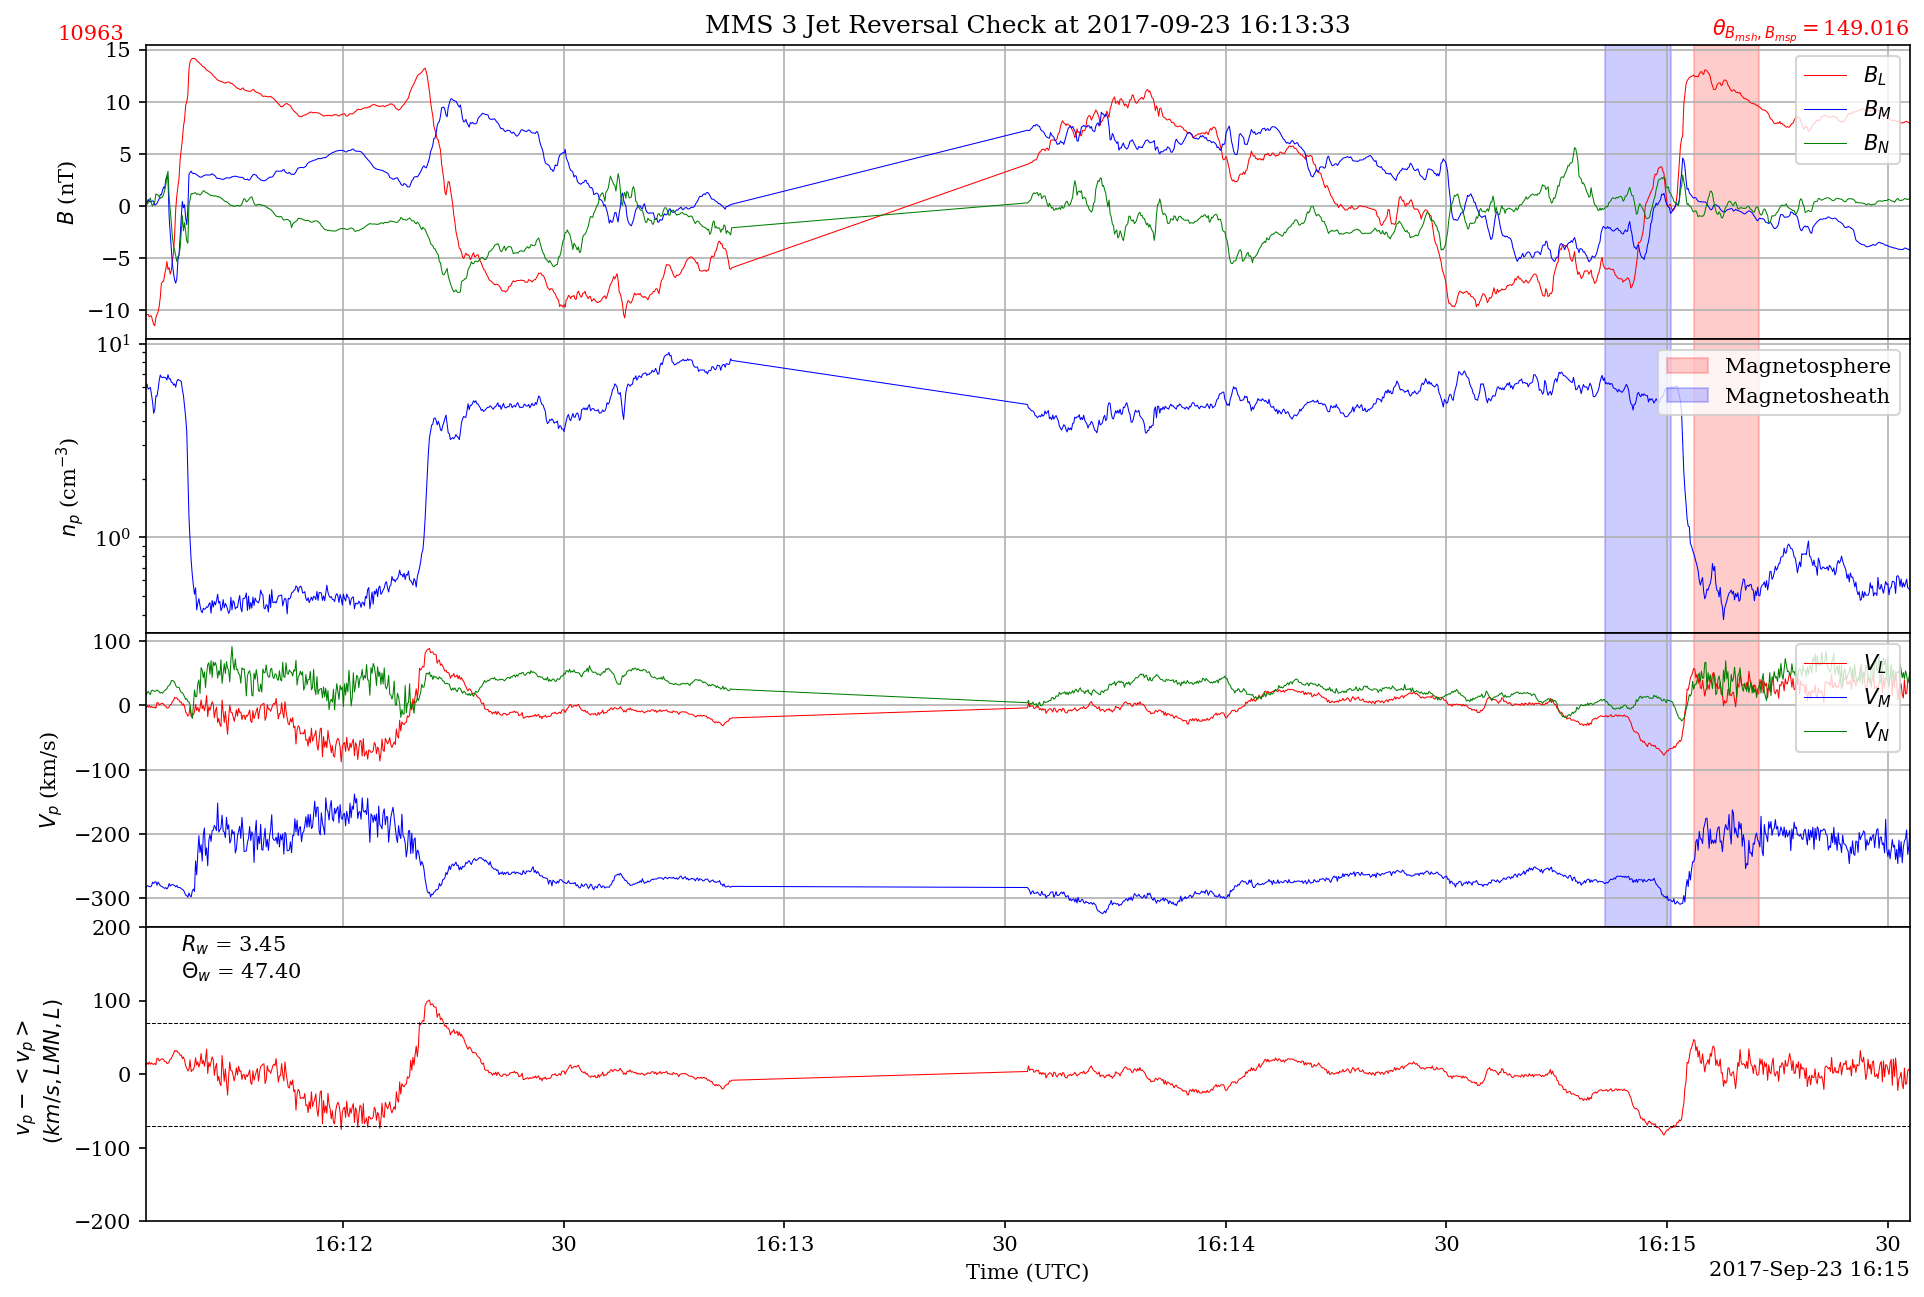 MMS 3 Jet Reversal Check at 2017-09-23 16:13:33
10963
θ_{B_{msh}, B_{msp}} = 149.016
15
10
5
0
−5
−10
B (nT)
B_L
B_M
B_N
10^1
10^0
n_p (cm^{−3})
Magnetosphere
Magnetosheath
100
0
−100
−200
−300
V_p (km/s)
V_L
V_M
V_N
200
100
0
−100
−200
v_p − < v_p >
(km/s, LMN, L)
R_w = 3.45
Θ_w = 47.40
16:12
30
16:13
30
16:14
30
16:15
30
Time (UTC)
2017-Sep-23 16:15